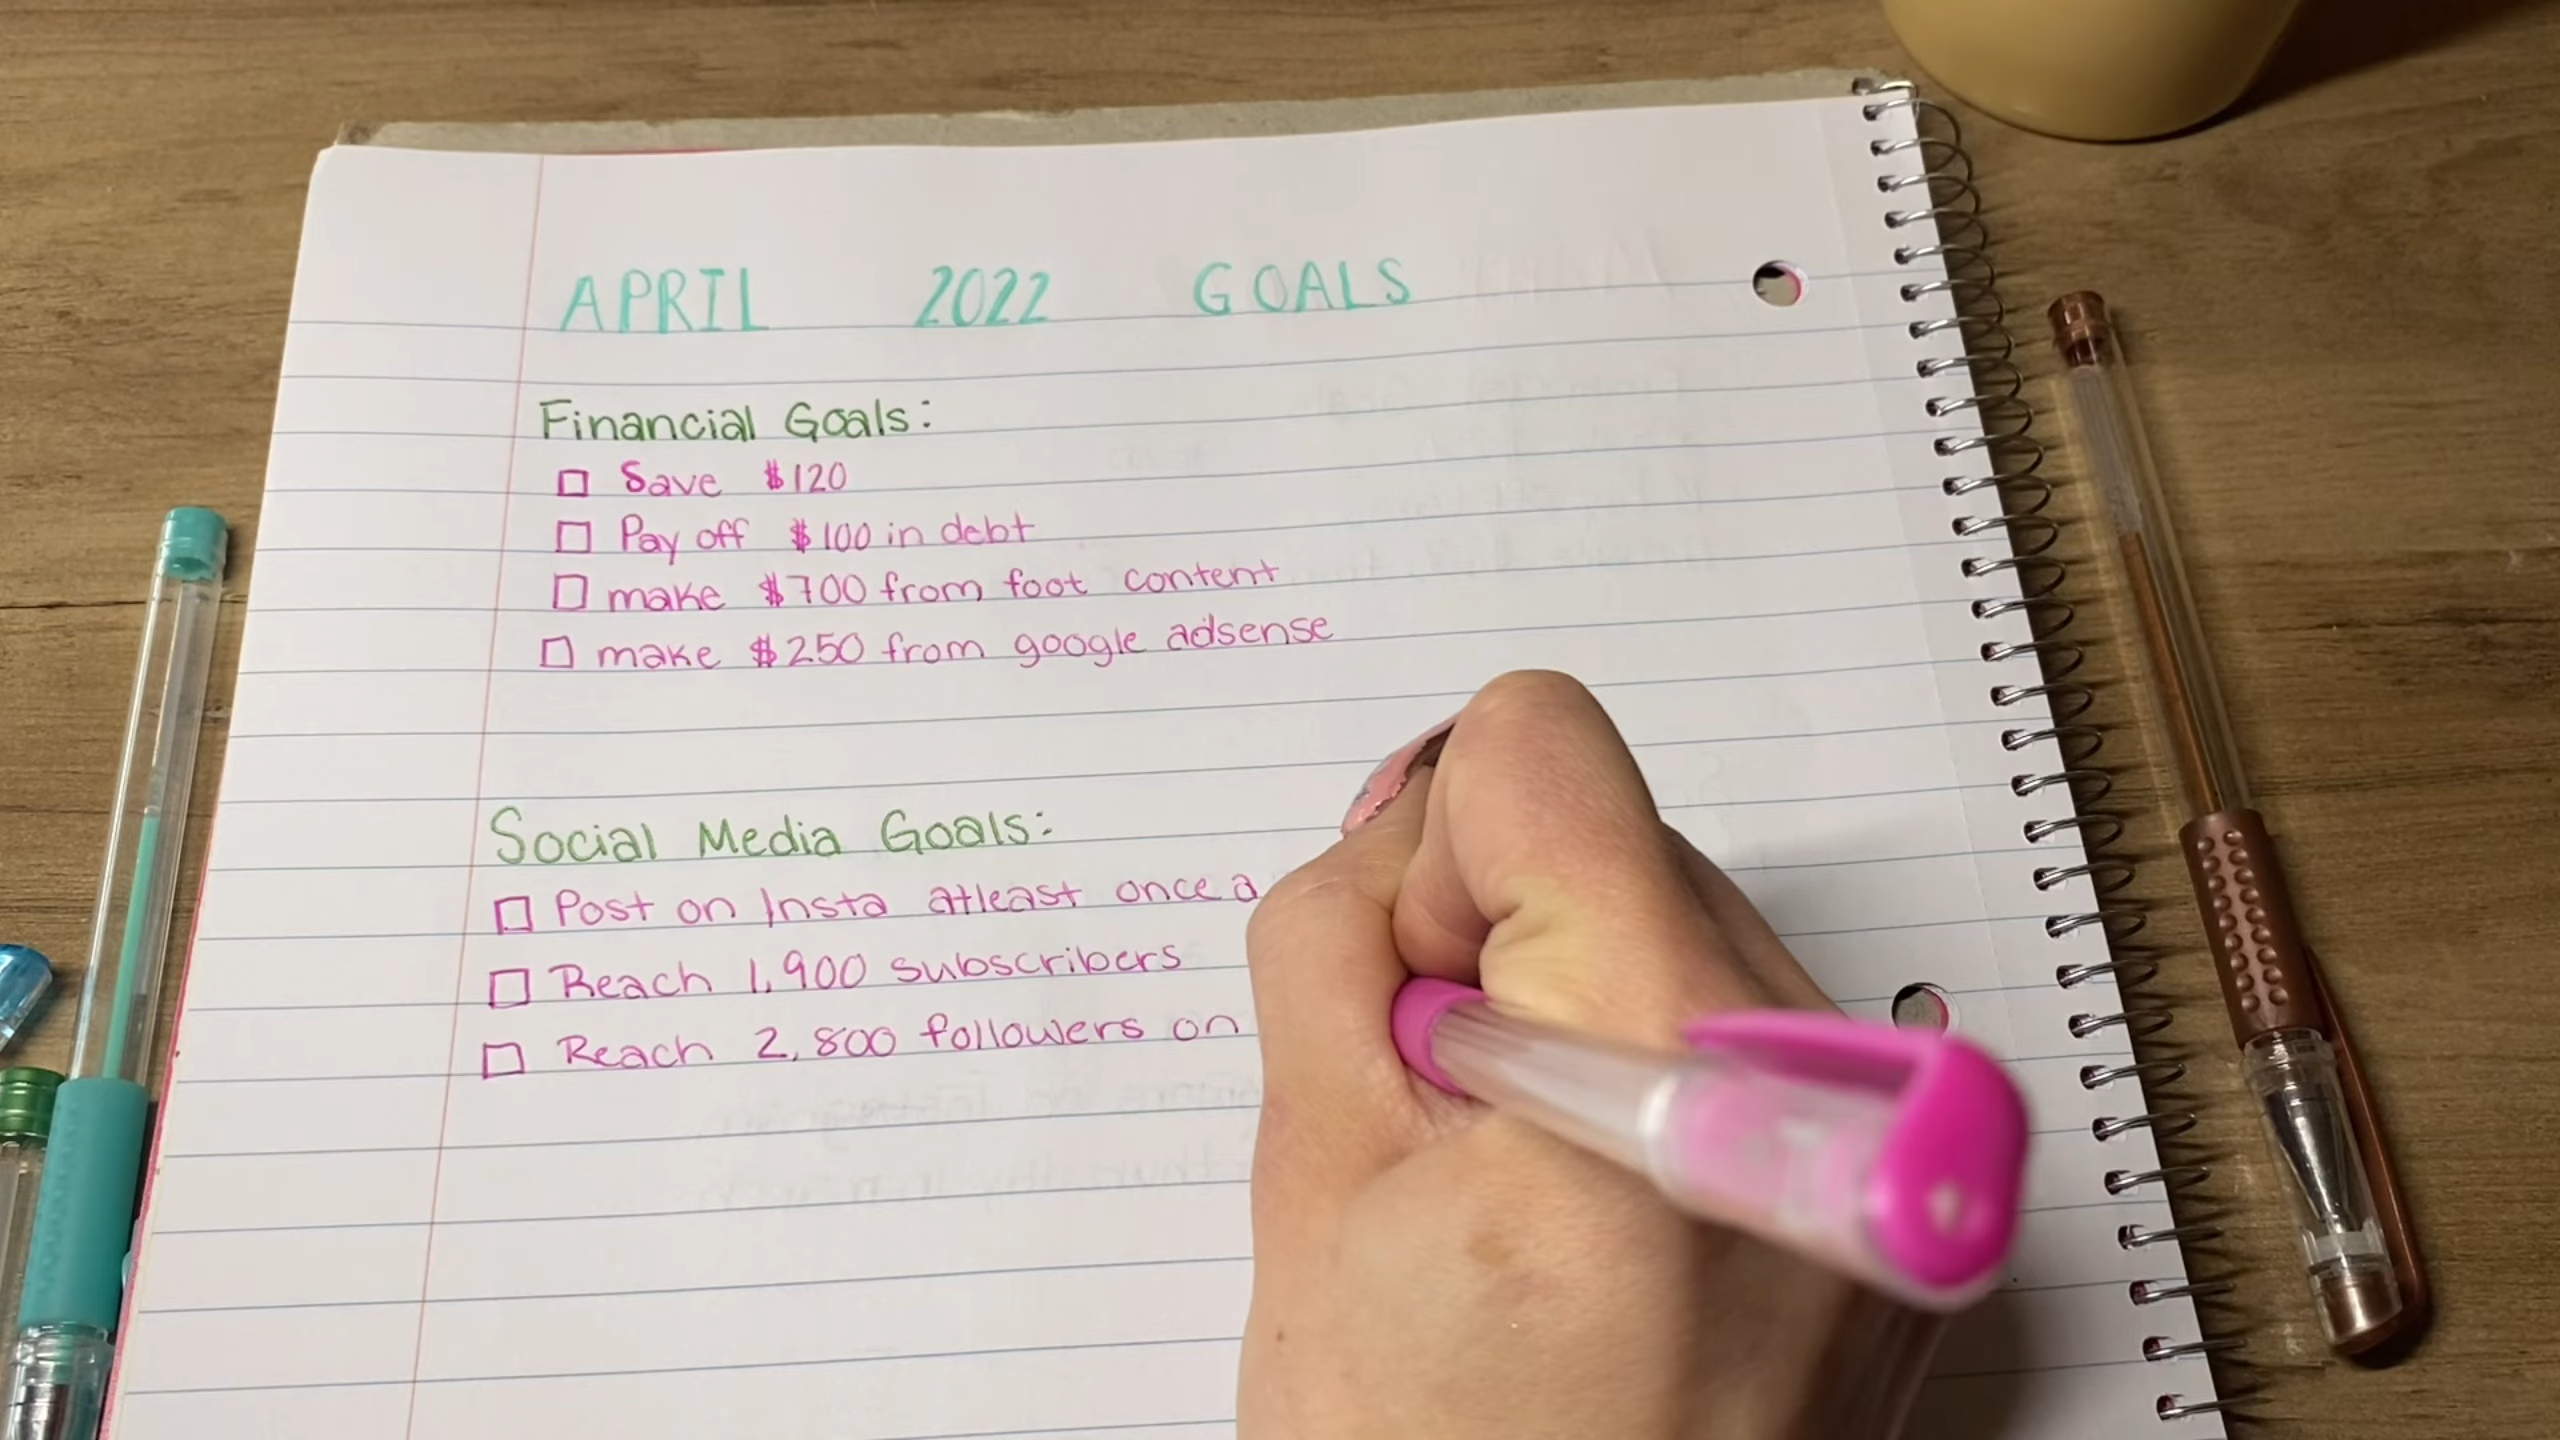 APRIL 2022 GOALS
Financial Goals:
Save $120
Pay off $100 in debt
make $700 from foot content
make $250 from google adsense
Social Media Goals:
Post on Insta atleast once a
Reach 1,900 subscribers
Reach 2,800 followers on